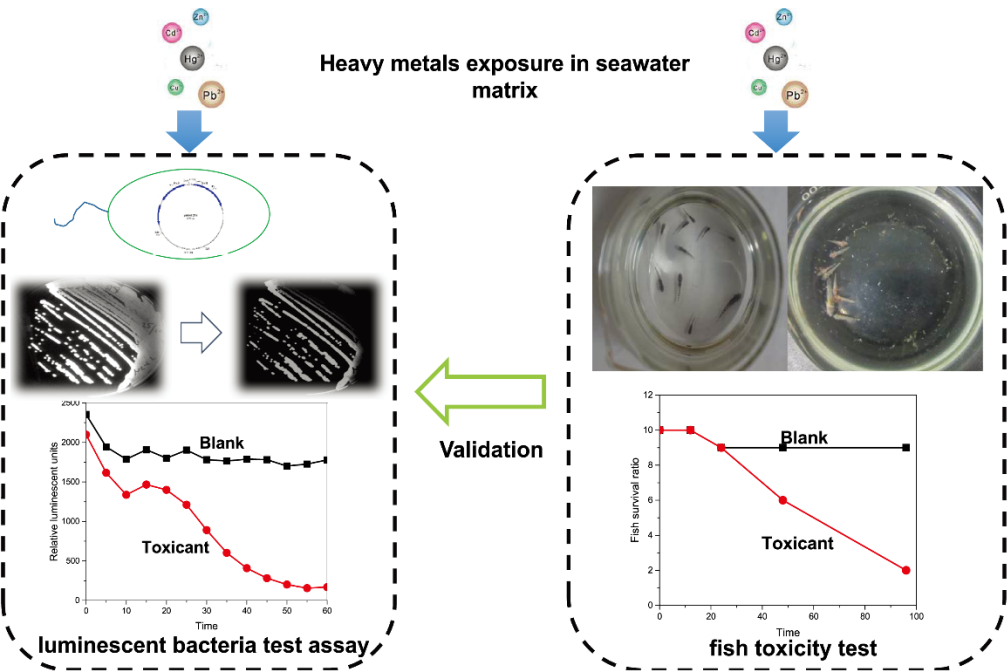 Zn²⁺
Cd²⁺
Hg²⁺
Cu
Pb²⁺
Heavy metals exposure in seawater
matrix
Zn²⁺
Cd²⁺
Hg²⁺
Cu
Pb²⁺
2500
2000
1500
1000
500
0
Relative luminescent units
Blank
Toxicant
0
10
20
30
40
50
60
Time
luminescent bacteria test assay
Validation
12
10
8
6
4
2
0
Fish survival ratio
Blank
Toxicant
0
20
40
60
80
100
Time
fish toxicity test